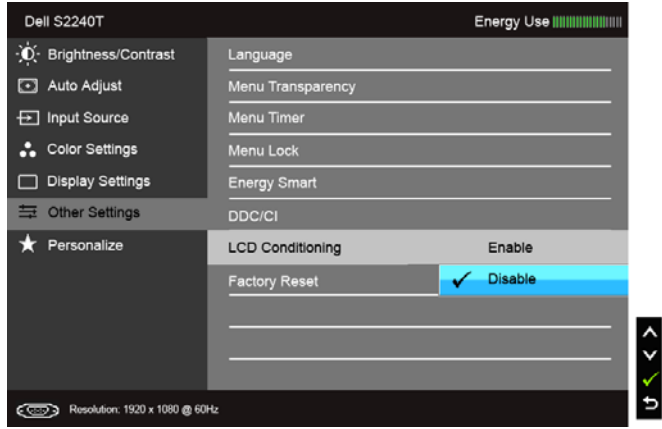 Dell S2240T Energy Use
Brightness/Contrast Language
Auto Adjust Menu Transparency
Input Source Menu Timer
Color Settings Menu Lock
Display Settings Energy Smart
Other Settings DDC/CI
Personalize LCD Conditioning Enable
Factory Reset Disable
Resolution: 1920 x 1080 @ 60Hz